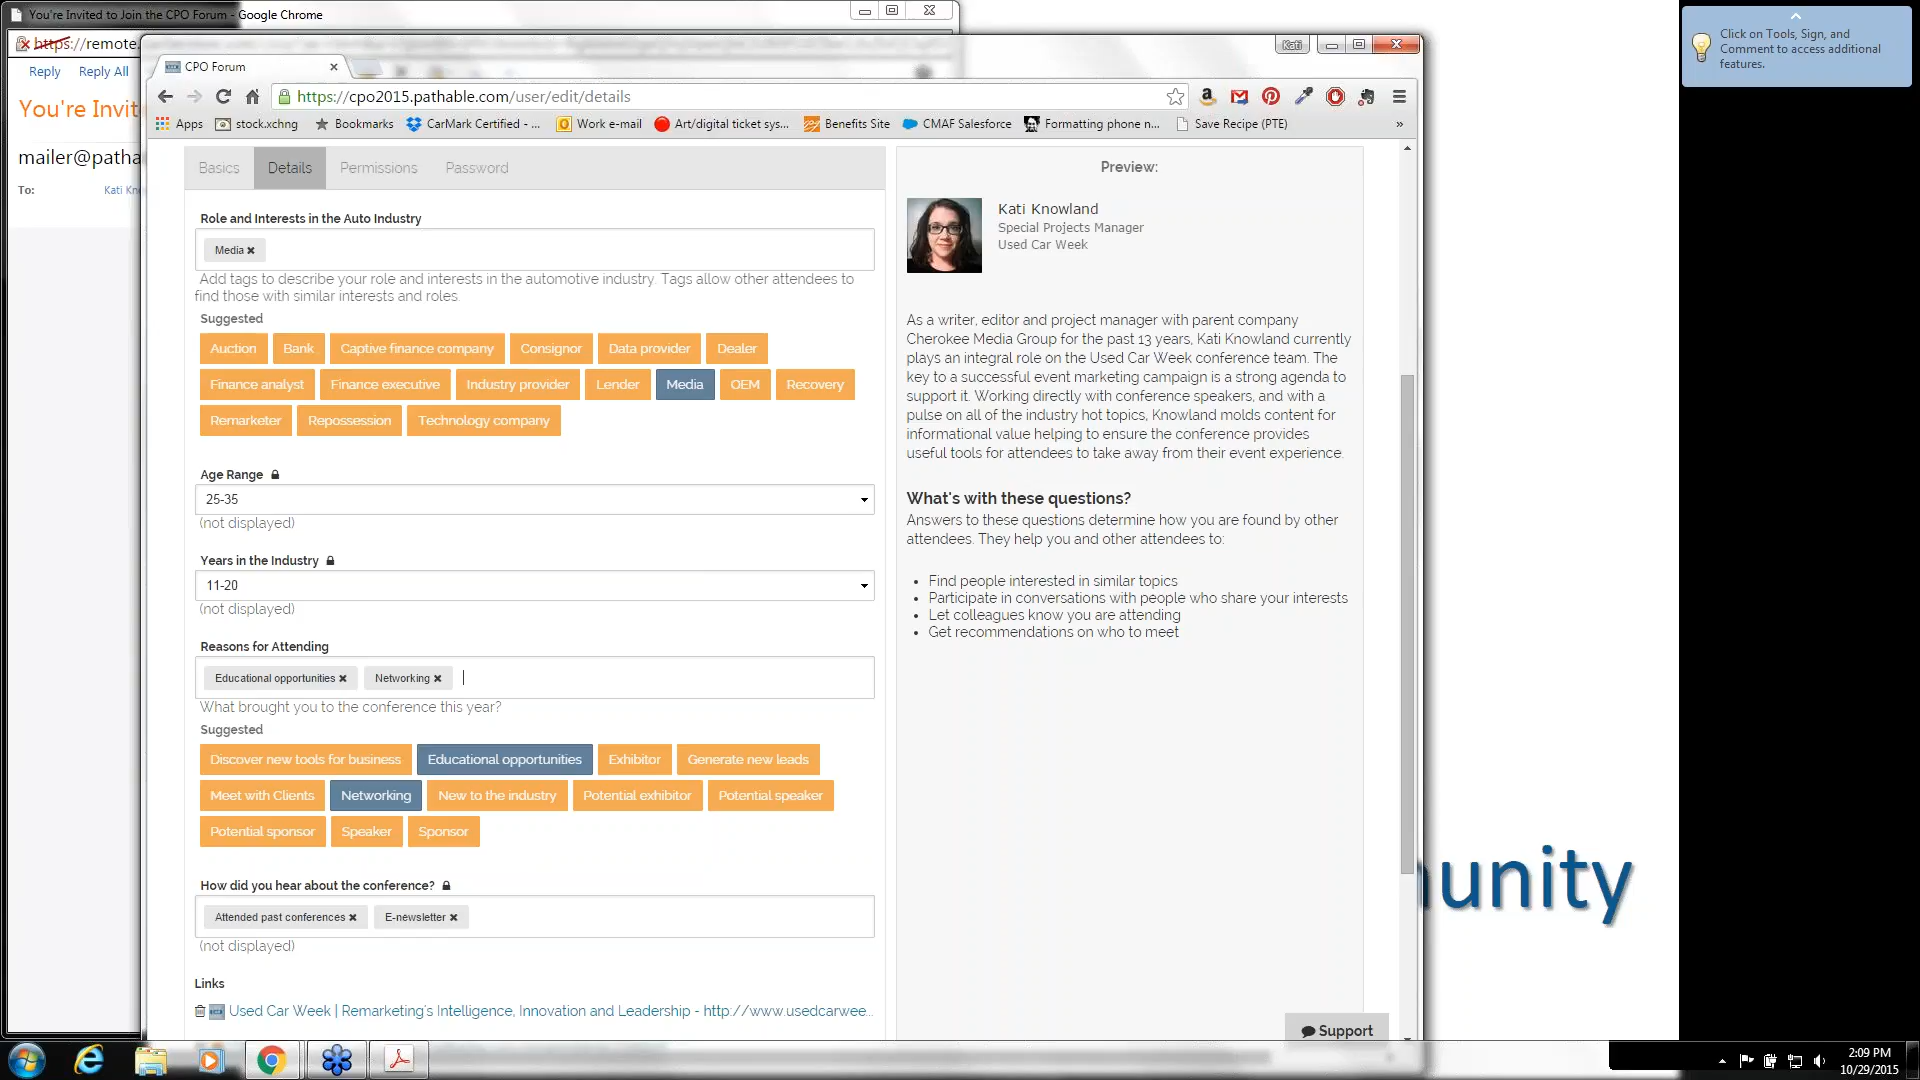 You're Invited to Join the CPO Forum - Google Chrome
https://remote.
Reply Reply All
You're Invit
mailer@patha
To: Kati Kn
Kati
CPO Forum
https://cpo2015.pathable.com/user/edit/details
Apps stock.xchng Bookmarks CarMark Certified - ... Work e-mail Art/digital ticket sys... Benefits Site CMAF Salesforce Formatting phone n... Save Recipe (PTE) »
Basics Details Permissions Password
Role and Interests in the Auto Industry
Media ×
Add tags to describe your role and interests in the automotive industry. Tags allow other attendees to
find those with similar interests and roles.
Suggested
Auction Bank Captive finance company Consignor Data provider Dealer
Finance analyst Finance executive Industry provider Lender Media OEM Recovery
Remarketer Repossession Technology company
Age Range
25-35
(not displayed)
Years in the Industry
11-20
(not displayed)
Reasons for Attending
Educational opportunities × Networking ×
What brought you to the conference this year?
Suggested
Discover new tools for business Educational opportunities Exhibitor Generate new leads
Meet with Clients Networking New to the industry Potential exhibitor Potential speaker
Potential sponsor Speaker Sponsor
How did you hear about the conference?
Attended past conferences × E-newsletter ×
(not displayed)
Links
Used Car Week | Remarketing's Intelligence, Innovation and Leadership - http://www.usedcarwee...
Preview:
Kati Knowland
Special Projects Manager
Used Car Week
As a writer, editor and project manager with parent company
Cherokee Media Group for the past 13 years, Kati Knowland currently
plays an integral role on the Used Car Week conference team. The
key to a successful event marketing campaign is a strong agenda to
support it. Working directly with conference speakers, and with a
pulse on all of the industry hot topics, Knowland molds content for
informational value helping to ensure the conference provides
useful tools for attendees to take away from their event experience.
What's with these questions?
Answers to these questions determine how you are found by other
attendees. They help you and other attendees to:
• Find people interested in similar topics
• Participate in conversations with people who share your interests
• Let colleagues know you are attending
• Get recommendations on who to meet
Support
Click on Tools, Sign, and
Comment to access additional
features.
unity
2:09 PM
10/29/2015